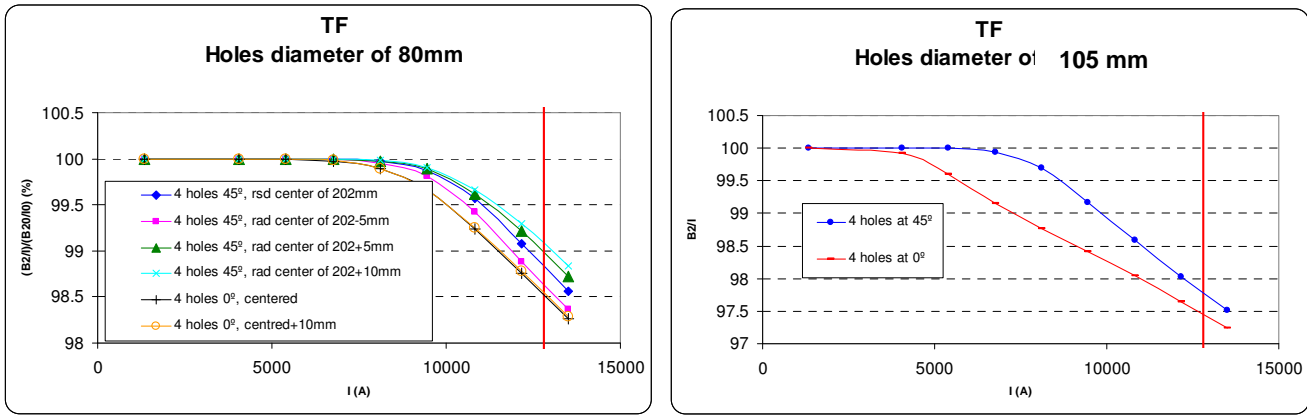 TF
Holes diameter of 80mm
100.5
100
99.5
99
98.5
98
(B2/I)/(B20/I0) (%)
4 holes 45º, rsd center of 202mm
4 holes 45º, rad center of 202-5mm
4 holes 45º, rad center of 202+5mm
4 holes 45º, rad center of 202+10mm
4 holes 0º, centered
4 holes 0º, centred+10mm
0 5000 10000 15000
I (A)
TF
Holes diameter of 105 mm
100.5
100
99.5
99
98.5
98
97.5
97
B2/I
4 holes at 45º
4 holes at 0º
0 5000 10000 15000
I (A)